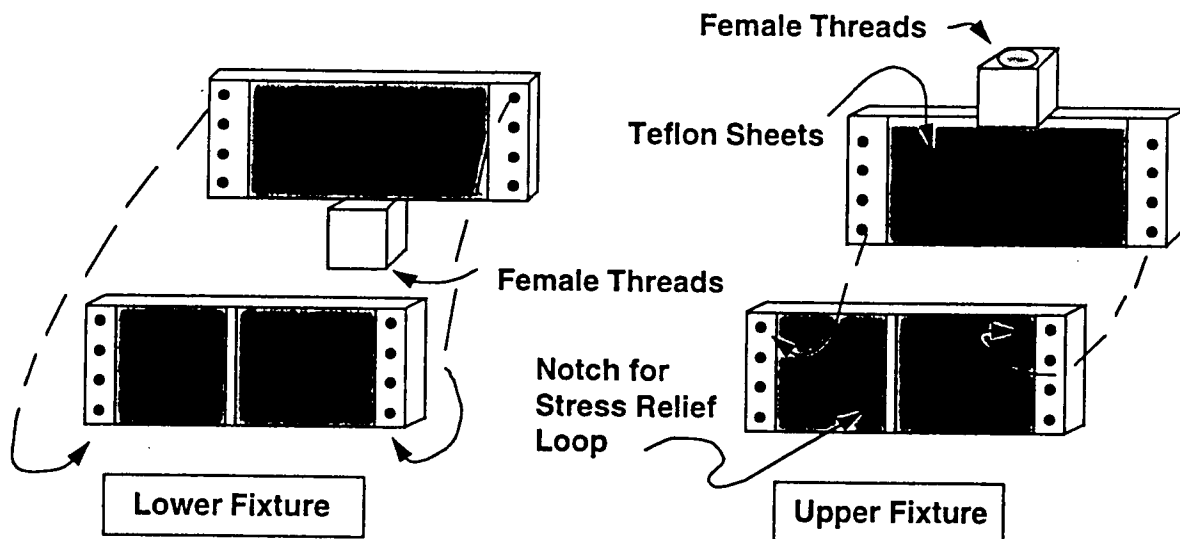 Female Threads
Teflon Sheets
Female Threads
Notch for
Stress Relief
Loop
Lower Fixture
Upper Fixture